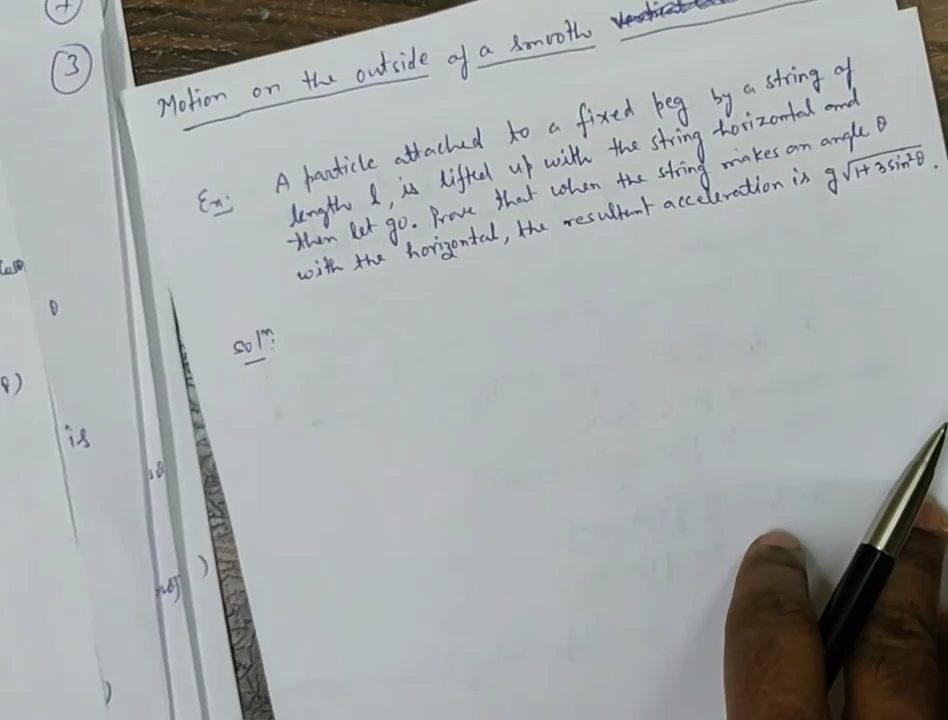 3
Motion on the outside of a smooth
Ex: A particle attached to a fixed peg by a string of
length l, is lifted up with the string horizontal and
then let go. Prove that when the string makes an angle θ
with the horizontal, the resultant acceleration is g√1+3sin²θ.
Solⁿ:
θ
is